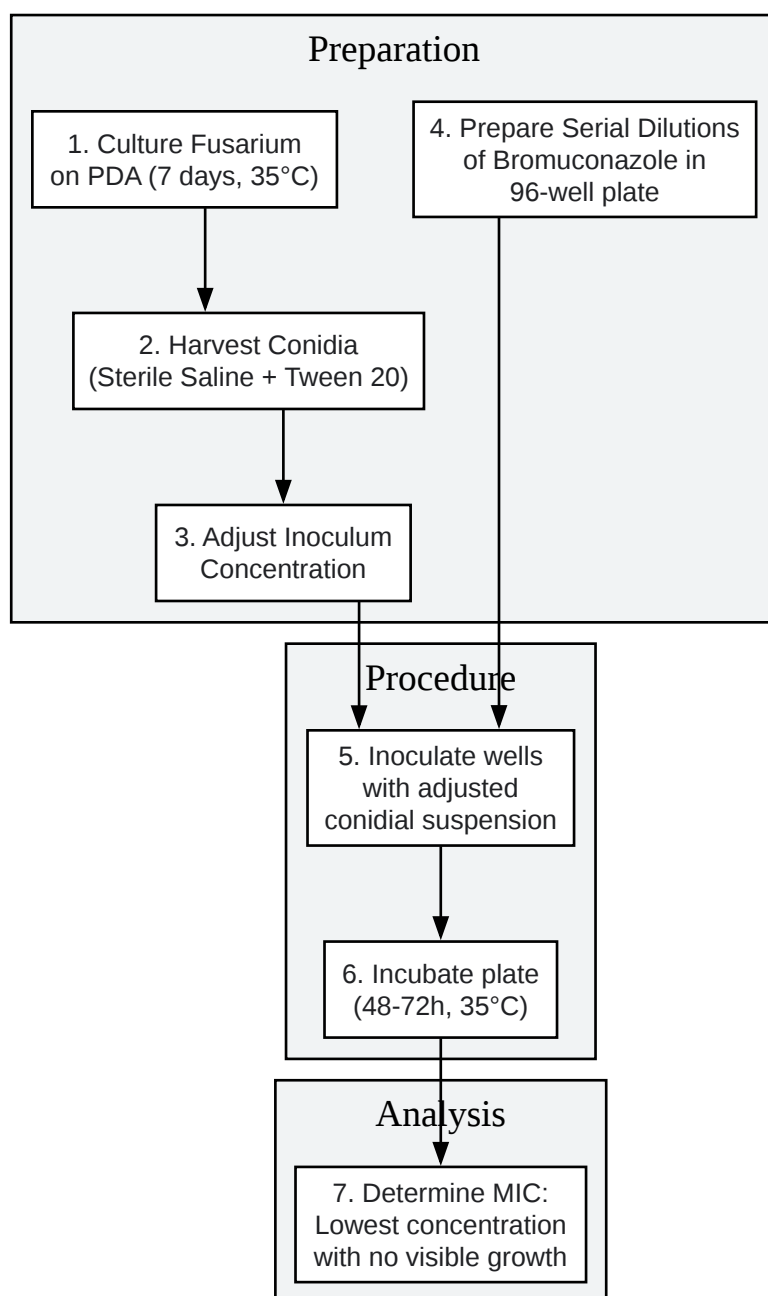 Preparation
1. Culture Fusarium
on PDA (7 days, 35°C)
4. Prepare Serial Dilutions
of Bromuconazole in
96-well plate
2. Harvest Conidia
(Sterile Saline + Tween 20)
3. Adjust Inoculum
Concentration
Procedure
5. Inoculate wells
with adjusted
conidial suspension
6. Incubate plate
(48-72h, 35°C)
Analysis
7. Determine MIC:
Lowest concentration
with no visible growth